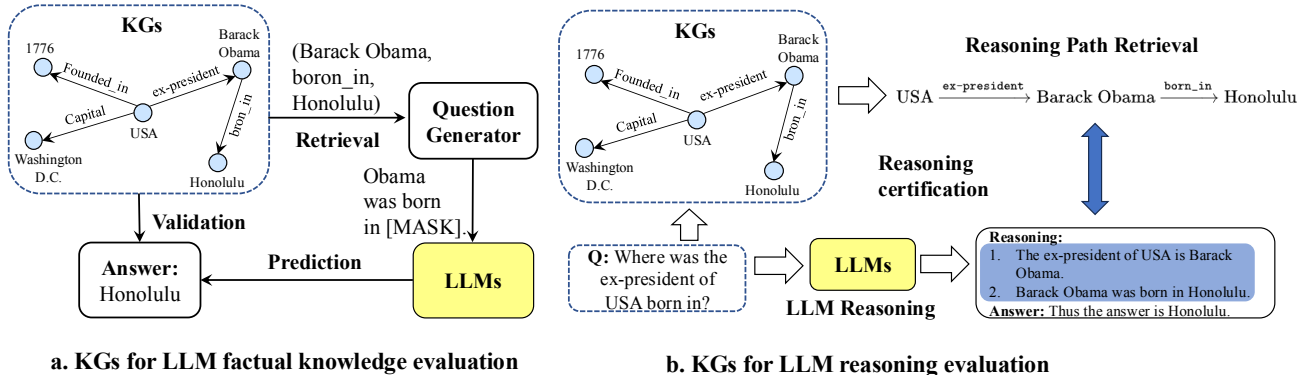 KGs
1776
Barack
Obama
Founded_in
ex-president
Capital
USA
bron_in
Washington
D.C.
Honolulu
(Barack Obama,
boron_in,
Honolulu)
Retrieval
Question
Generator
Obama
was born
in [MASK].
Validation
Answer:
Honolulu
Prediction
LLMs
a. KGs for LLM factual knowledge evaluation
KGs
1776
Barack
Obama
Founded_in
ex-president
Capital
USA
bron_in
Washington
D.C.
Honolulu
Reasoning Path Retrieval
USA ex-president Barack Obama born_in Honolulu
Reasoning
certification
Q: Where was the
ex-president of
USA born in?
LLMs
LLM Reasoning
Reasoning:
1. The ex-president of USA is Barack
Obama.
2. Barack Obama was born in Honolulu.
Answer: Thus the answer is Honolulu.
b. KGs for LLM reasoning evaluation